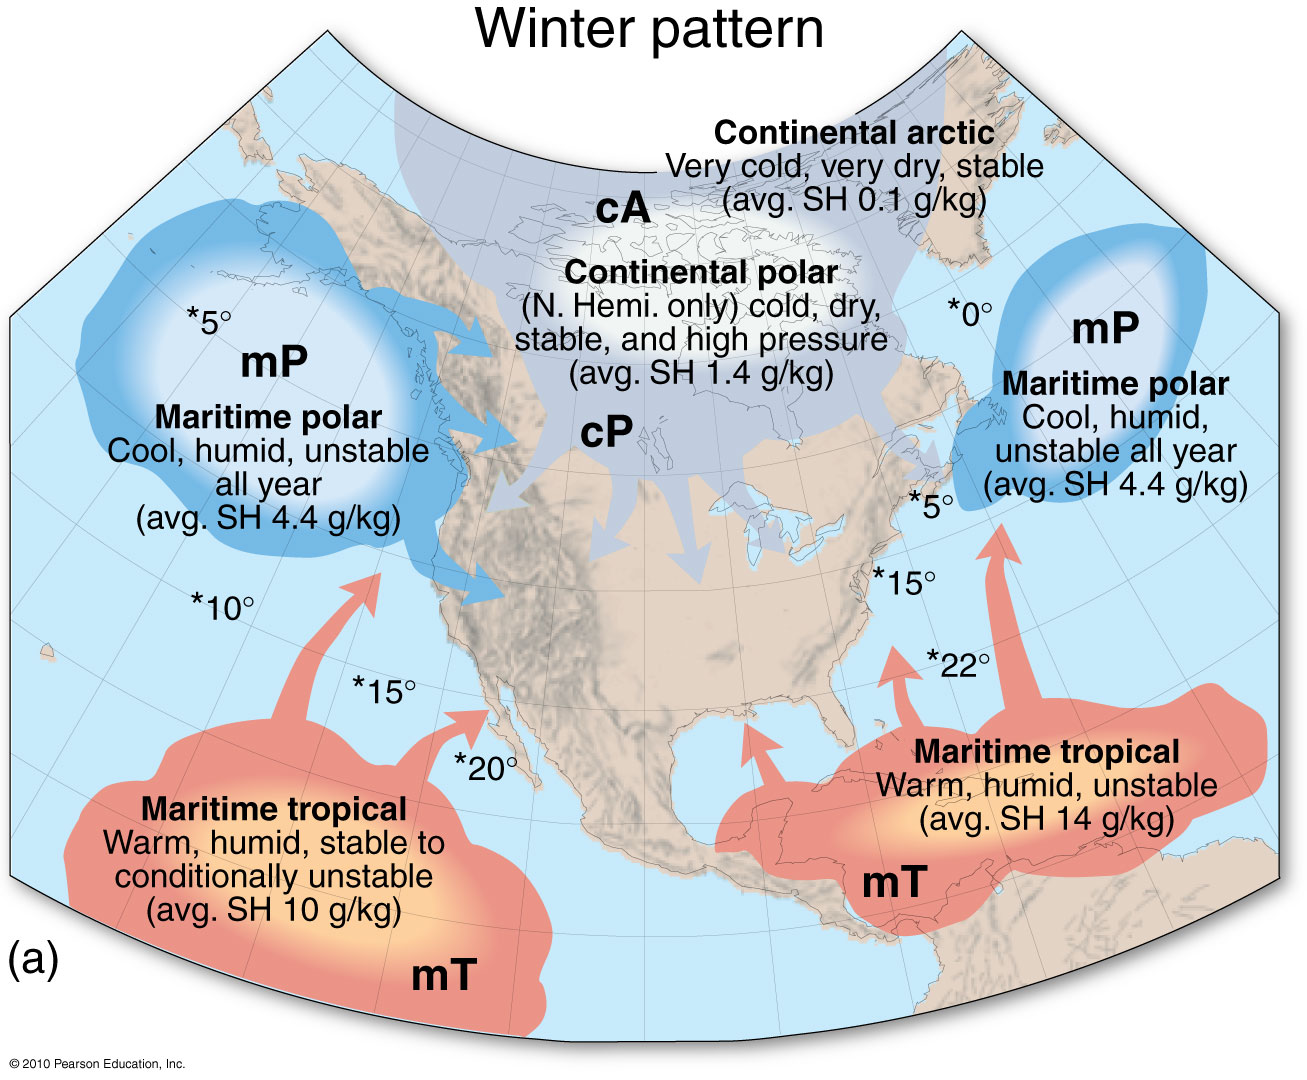 Winter pattern
Continental arctic
Very cold, very dry, stable
(avg. SH 0.1 g/kg)
cA
Continental polar
(N. Hemi. only) cold, dry,
stable, and high pressure
(avg. SH 1.4 g/kg)
cP
*5°
mP
Maritime polar
Cool, humid, unstable
all year
(avg. SH 4.4 g/kg)
*0°
mP
Maritime polar
Cool, humid,
unstable all year
(avg. SH 4.4 g/kg)
*5°
*15°
*22°
*10°
*15°
*20°
Maritime tropical
Warm, humid, stable to
conditionally unstable
(avg. SH 10 g/kg)
mT
Maritime tropical
Warm, humid, unstable
(avg. SH 14 g/kg)
mT
(a)
© 2010 Pearson Education, Inc.